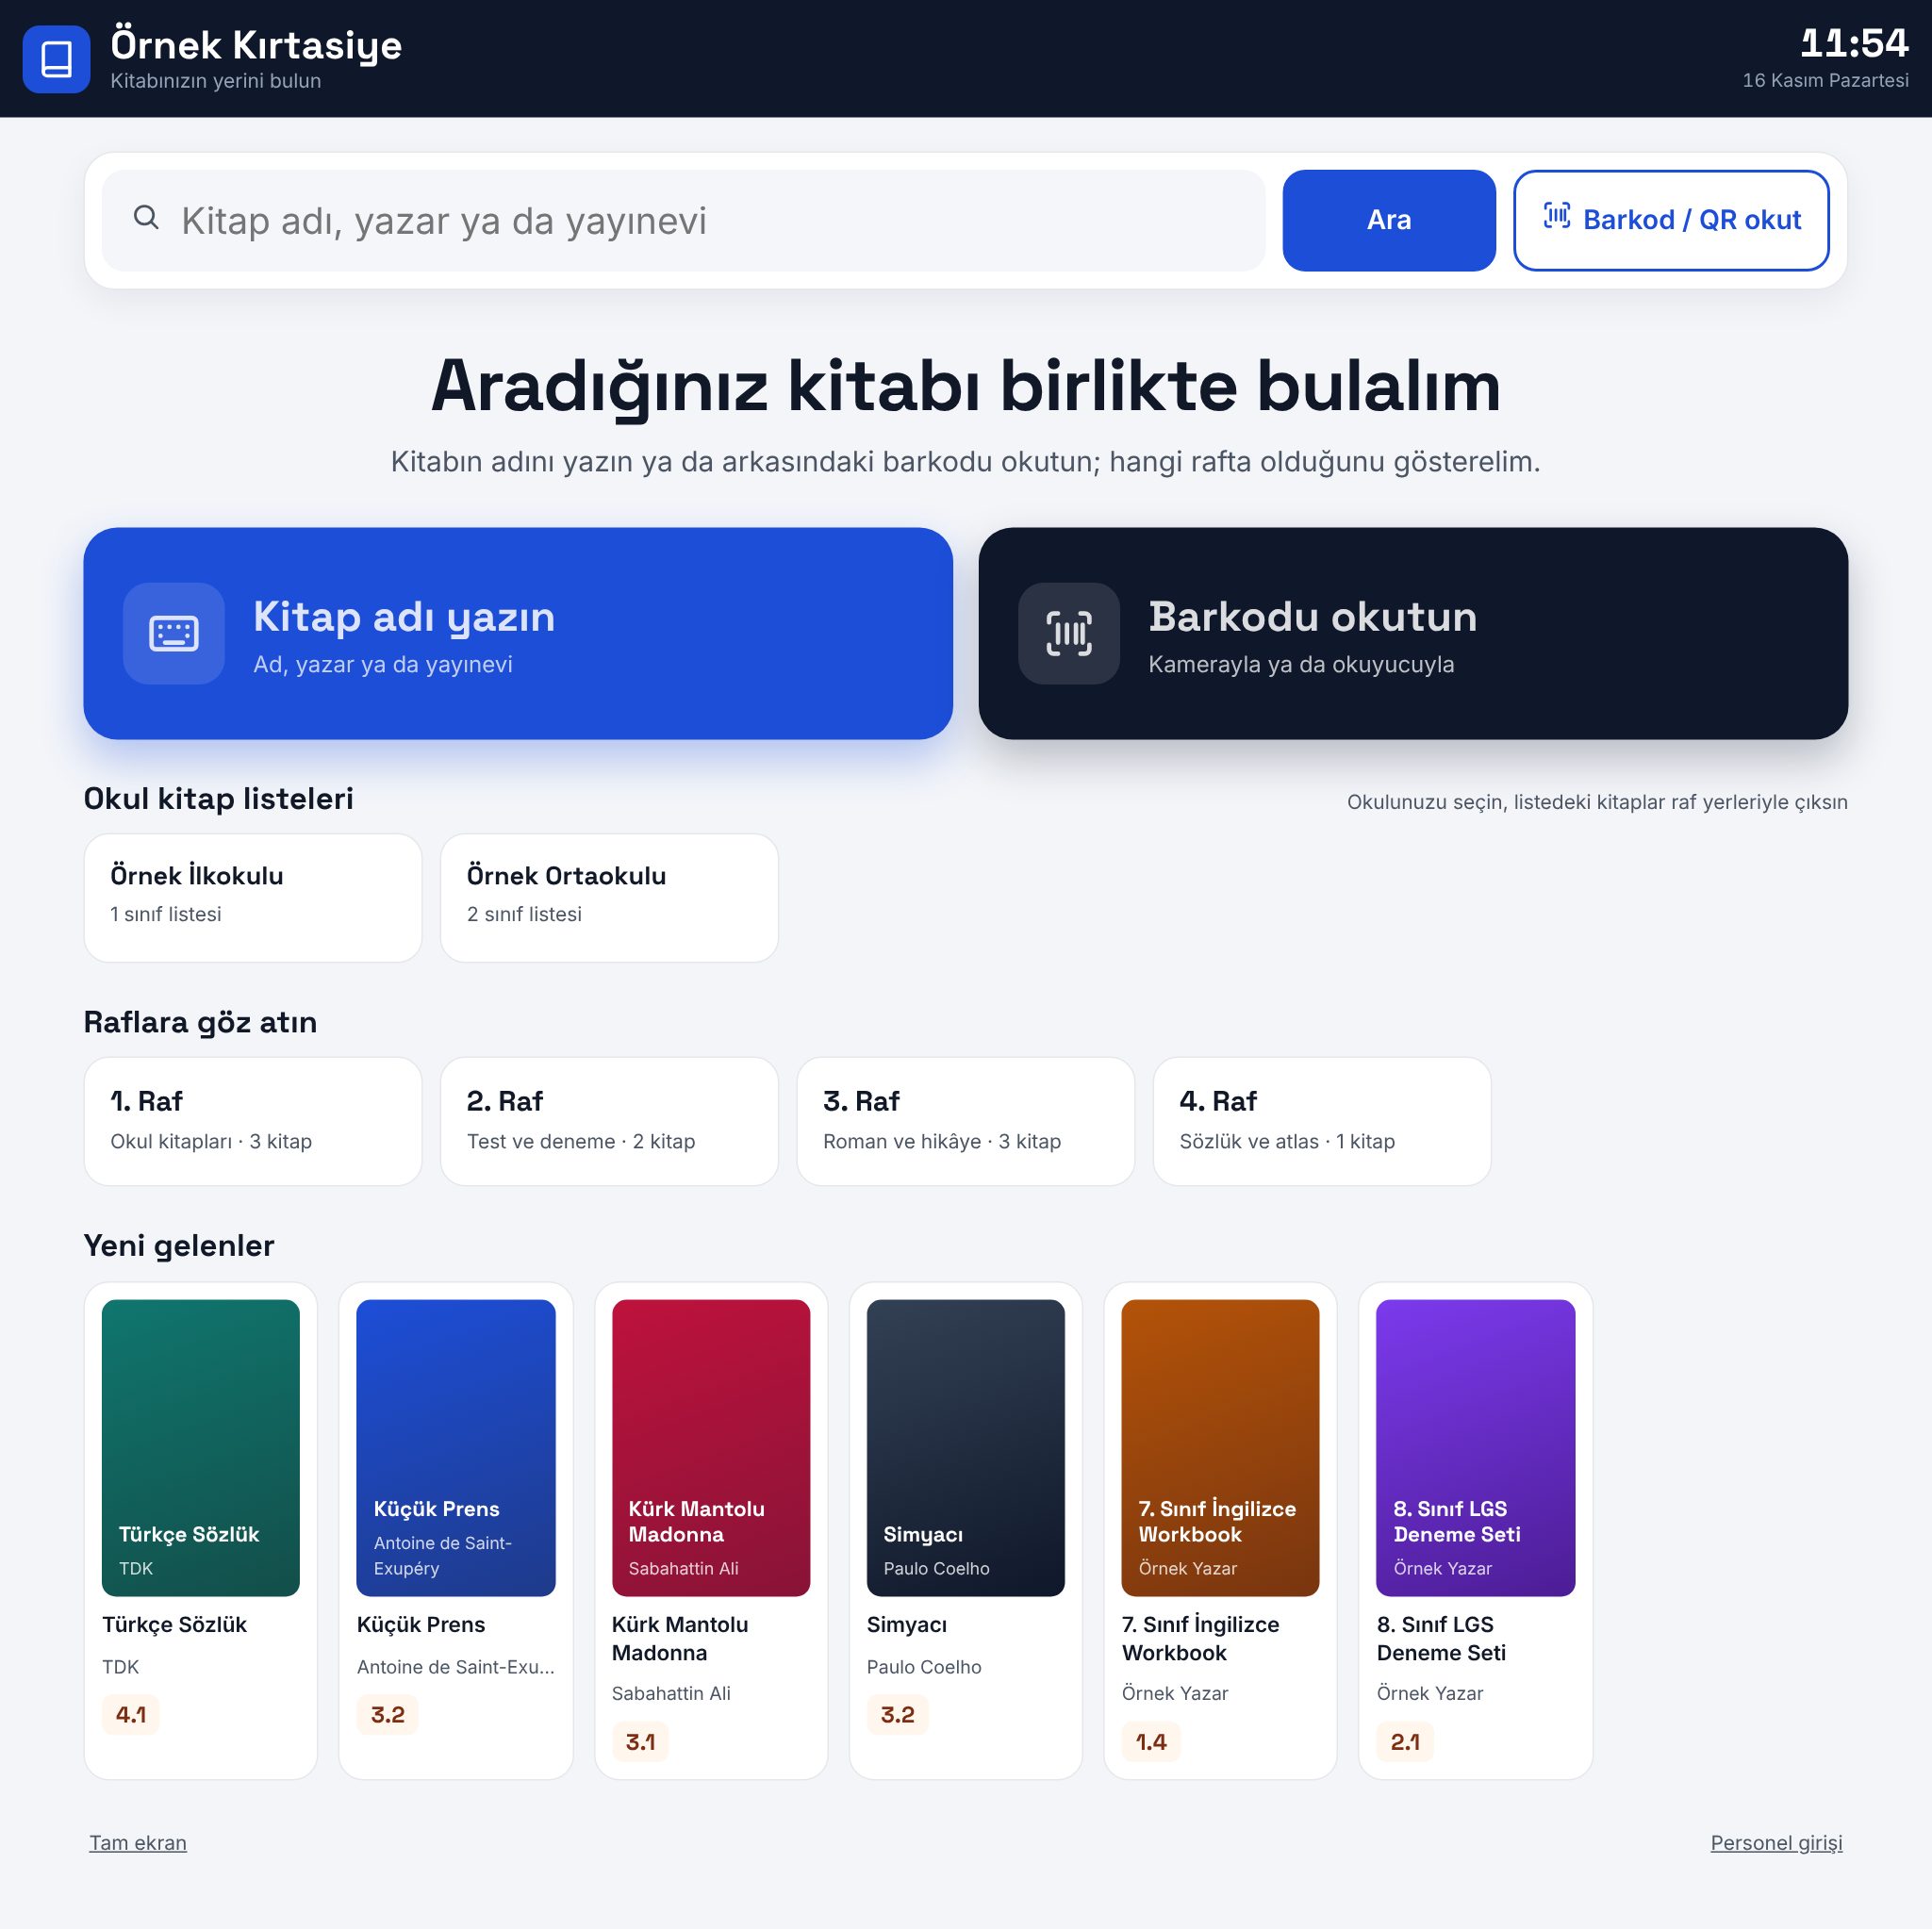 Örnek Kırtasiye
Kitabınızın yerini bulun
11:54
16 Kasım Pazartesi
Kitap adı, yazar ya da yayınevi
Ara
Barkod / QR okut
Aradığınız kitabı birlikte bulalım
Kitabın adını yazın ya da arkasındaki barkodu okutun; hangi rafta olduğunu gösterelim.
Kitap adı yazın
Ad, yazar ya da yayınevi
Barkodu okutun
Kamerayla ya da okuyucuyla
Okul kitap listeleri
Okulunuzu seçin, listedeki kitaplar raf yerleriyle çıksın
Örnek İlkokulu
1 sınıf listesi
Örnek Ortaokulu
2 sınıf listesi
Raflara göz atın
1. Raf
Okul kitapları · 3 kitap
2. Raf
Test ve deneme · 2 kitap
3. Raf
Roman ve hikâye · 3 kitap
4. Raf
Sözlük ve atlas · 1 kitap
Yeni gelenler
Türkçe Sözlük
TDK
Türkçe Sözlük
TDK
4.1
Küçük Prens
Antoine de Saint-
Exupéry
Küçük Prens
Antoine de Saint-Exu...
3.2
Kürk Mantolu
Madonna
Sabahattin Ali
Kürk Mantolu
Madonna
Sabahattin Ali
3.1
Simyacı
Paulo Coelho
Simyacı
Paulo Coelho
3.2
7. Sınıf İngilizce
Workbook
Örnek Yazar
7. Sınıf İngilizce
Workbook
Örnek Yazar
1.4
8. Sınıf LGS
Deneme Seti
Örnek Yazar
8. Sınıf LGS
Deneme Seti
Örnek Yazar
2.1
Tam ekran
Personel girişi